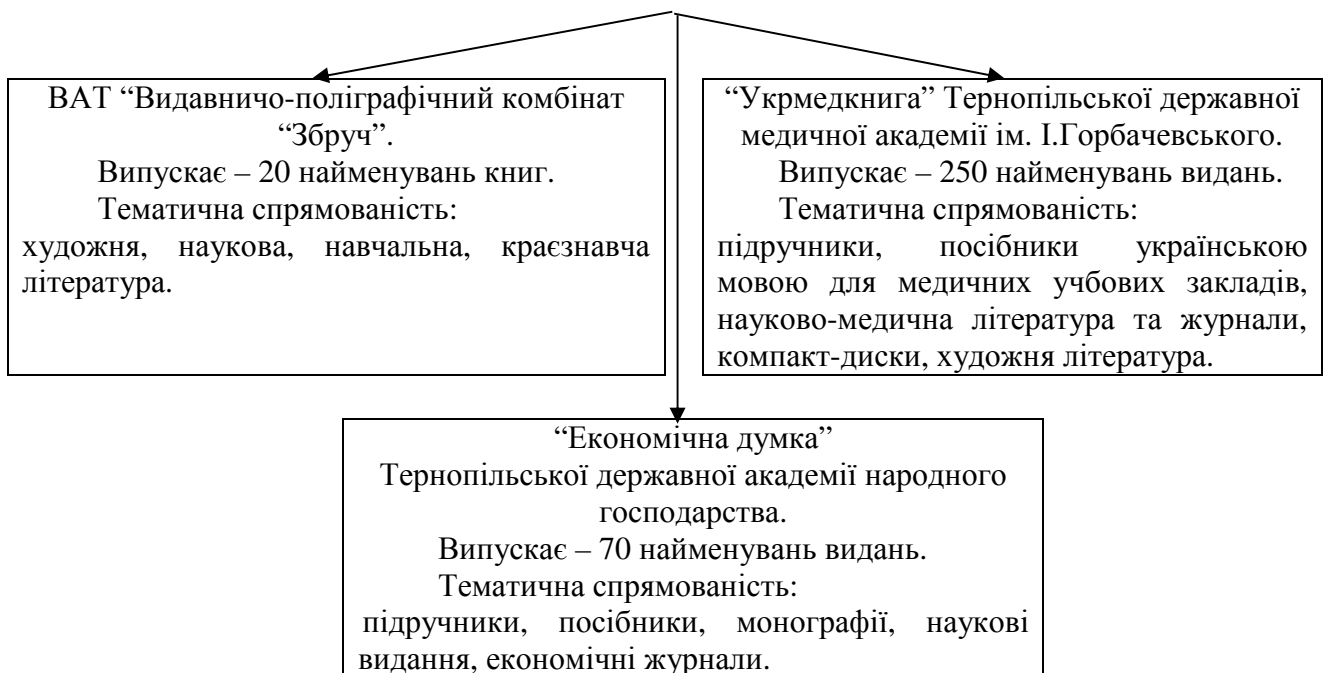 ВАТ “Видавничо-поліграфічний комбінат
“Збруч”.
Випускає – 20 найменувань книг.
Тематична спрямованість:
художня, наукова, навчальна, краєзнавча
література.
“Укрмедкнига” Тернопільської державної
медичної академії ім. І.Горбачевського.
Випускає – 250 найменувань видань.
Тематична спрямованість:
підручники, посібники українською
мовою для медичних учбових закладів,
науково-медична література та журнали,
компакт-диски, художня література.
“Економічна думка”
Тернопільської державної академії народного
господарства.
Випускає – 70 найменувань видань.
Тематична спрямованість:
підручники, посібники, монографії, наукові
видання, економічні журнали.